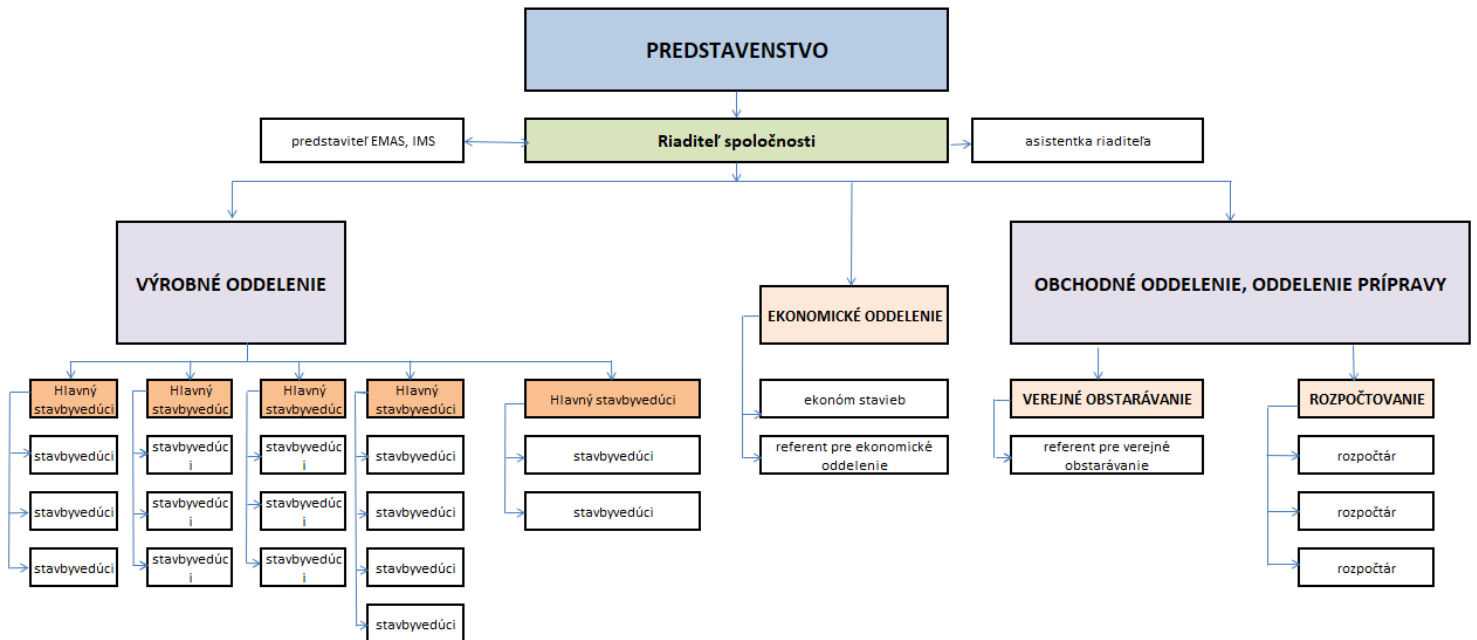 PREDSTAVENSTVO
predstaviteľ EMAS, IMS
Riaditeľ spoločnosti
asistentka riaditeľa
VÝROBNÉ ODDELENIE
EKONOMICKÉ ODDELENIE
OBCHODNÉ ODDELENIE, ODDELENIE PRÍPRAVY
Hlavný
stavbyvedúci
Hlavný
stavbyvedúc
Hlavný
stavbyvedúc
Hlavný
stavbyvedúci
Hlavný stavbyvedúci
ekonóm stavieb
VEREJNÉ OBSTARÁVANIE
ROZPOČTOVANIE
stavbyvedúci
stavbyvedúc
i
stavbyvedúc
i
stavbyvedúci
stavbyvedúci
referent pre ekonomické
oddelenie
referent pre verejné
obstarávanie
rozpočtár
stavbyvedúci
stavbyvedúc
i
stavbyvedúc
i
stavbyvedúci
stavbyvedúci
rozpočtár
stavbyvedúci
stavbyvedúc
i
stavbyvedúc
i
stavbyvedúci
rozpočtár
stavbyvedúci